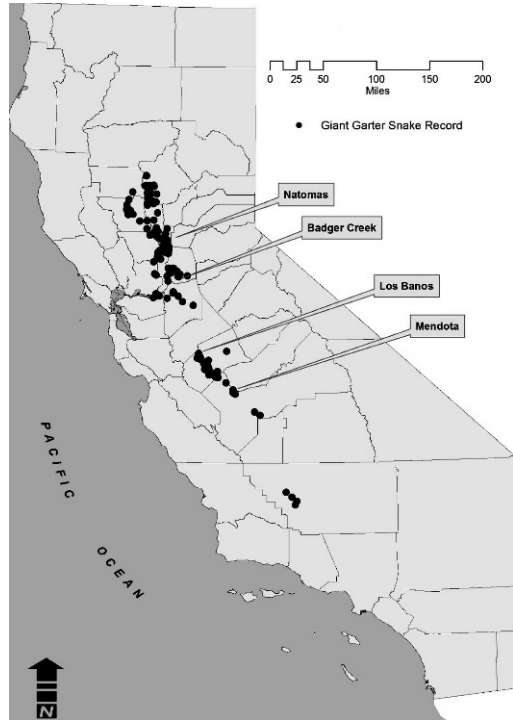 0 25 50 100 150 200
Miles
Giant Garter Snake Record
Natomas
Badger Creek
Los Banos
Mendota
PACIFIC
OCEAN
N